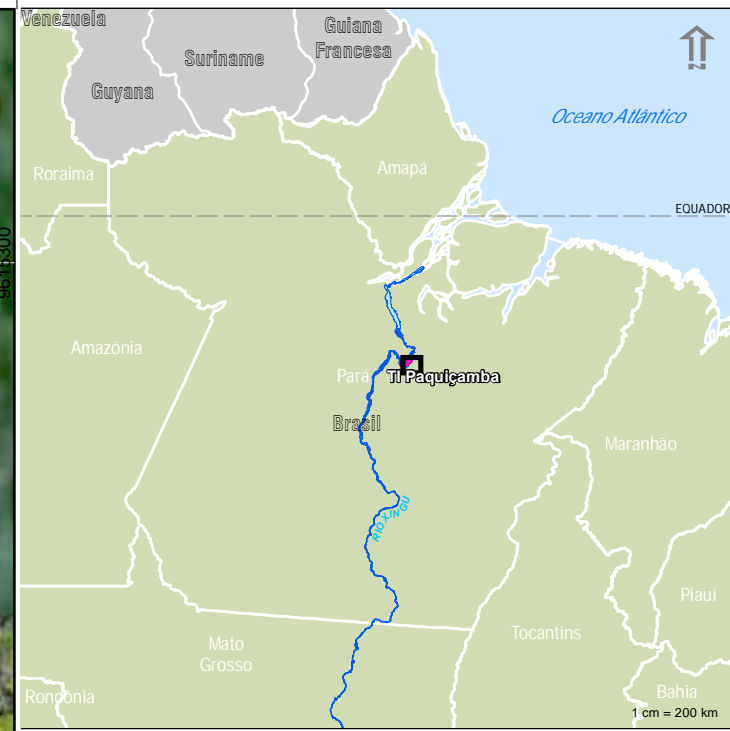 Venezuela
Guiana
Francesa
Suriname
Guyana
N
Oceano Atlântico
Amapá
Roraima
EQUADOR
Amazônia
Pará
TI Paquiçamba
Brasil
Maranhão
RIO XINGU
Piauí
Tocantins
Mato
Grosso
Rondônia
Bahia
1 cm = 200 km